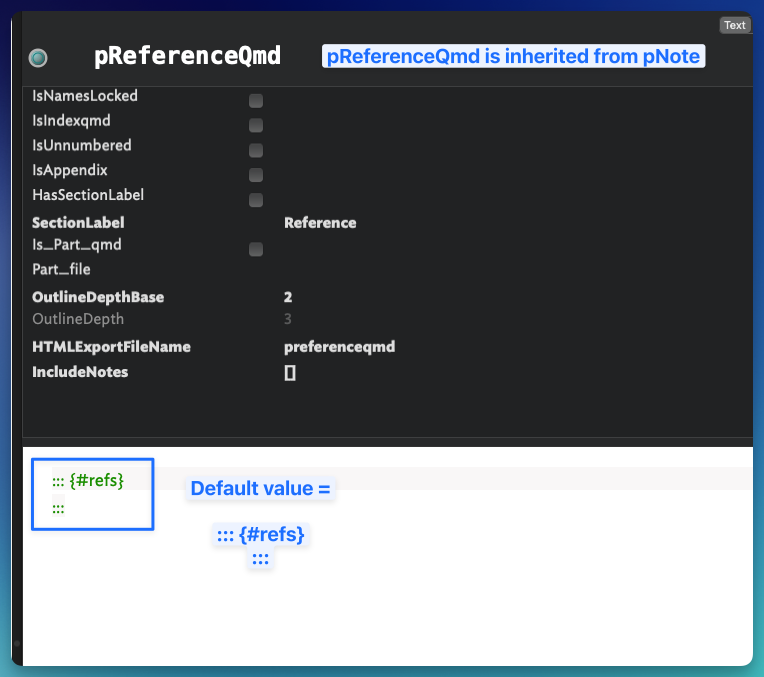 Text
pReferenceQmd pReferenceQmd is inherited from pNote
IsNamesLocked
IsIndexqmd
IsUnnumbered
IsAppendix
HasSectionLabel
SectionLabel Reference
Is_Part_qmd
Part_file
OutlineDepthBase 2
OutlineDepth 3
HTMLExportFileName preferenceqmd
IncludeNotes []
::: {#refs}
:::
Default value =
::: {#refs}
:::